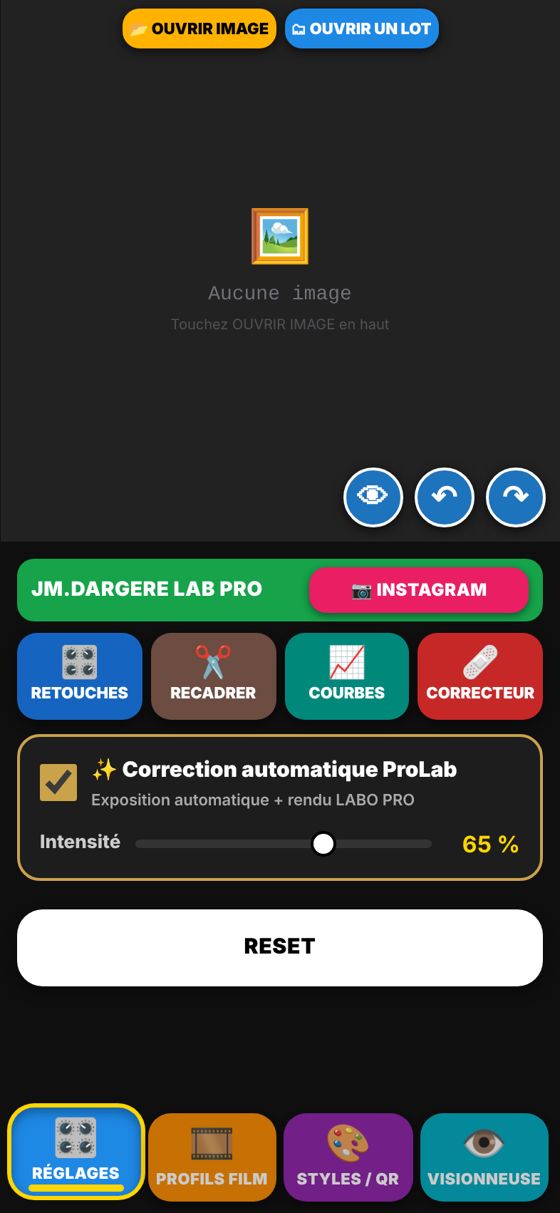 OUVRIR IMAGE
OUVRIR UN LOT
Aucune image
Touchez OUVRIR IMAGE en haut
JM.DARGERE LAB PRO
INSTAGRAM
RETOUCHES
RECADRER
COURBES
CORRECTEUR
Correction automatique ProLab
Exposition automatique + rendu LABO PRO
Intensité
65 %
RESET
RÉGLAGES
PROFILS FILM
STYLES / QR
VISIONNEUSE